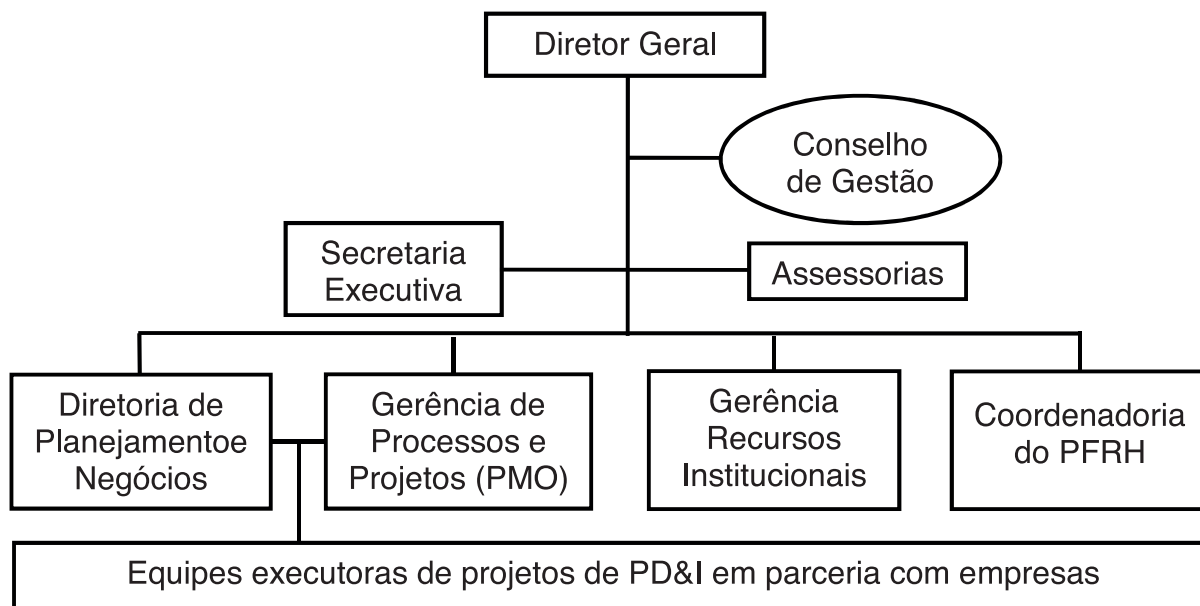 Diretor Geral
Conselho
de Gestão
Secretaria
Executiva
Assessorias
Diretoria de
Planejamentoe
Negócios
Gerência de
Processos e
Projetos (PMO)
Gerência
Recursos
Institucionais
Coordenadoria
do PFRH
Equipes executoras de projetos de PD&I em parceria com empresas